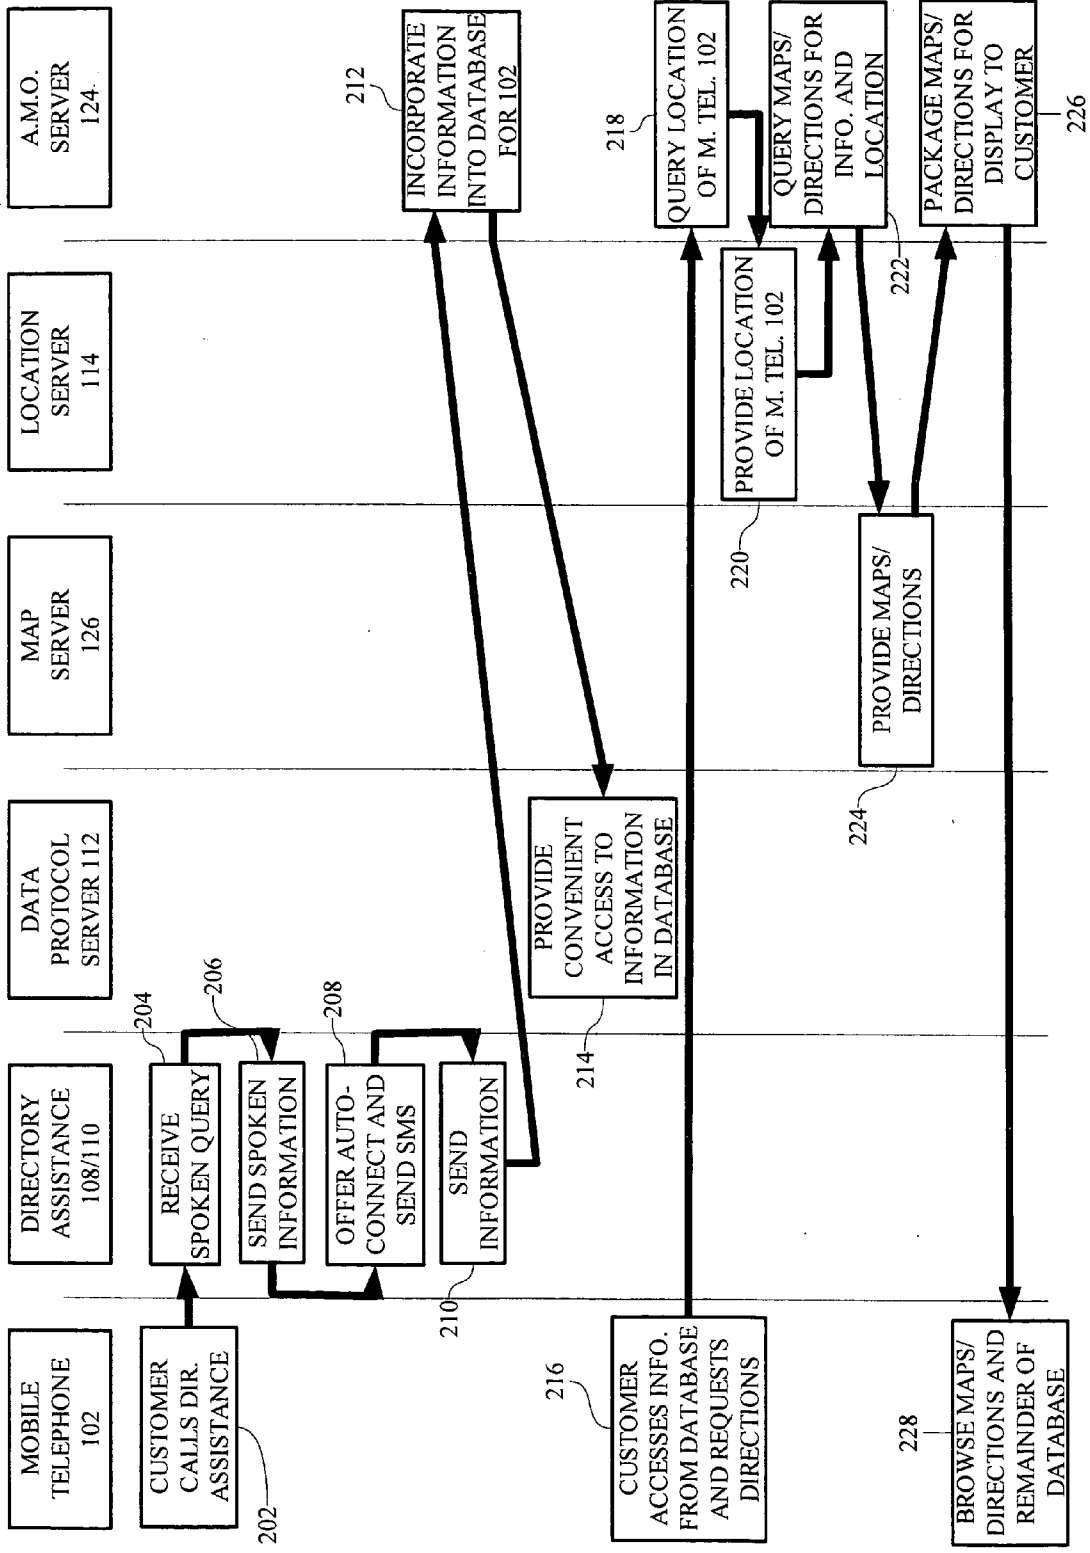 MOBILE
TELEPHONE
102
DIRECTORY
ASSISTANCE
108/110
DATA
PROTOCOL
SERVER 112
MAP
SERVER
126
LOCATION
SERVER
114
A.M.O.
SERVER
124
CUSTOMER
CALLS DIR.
ASSISTANCE
202
RECEIVE
SPOKEN QUERY
204
SEND SPOKEN
INFORMATION
206
OFFER AUTO-
CONNECT AND
SEND SMS
208
SEND
INFORMATION
210
INCORPORATE
INFORMATION
INTO DATABASE
FOR 102
212
PROVIDE
CONVENIENT
ACCESS TO
INFORMATION
IN DATABASE
214
CUSTOMER
ACCESSES INFO.
FROM DATABASE
AND REQUESTS
DIRECTIONS
216
QUERY LOCATION
OF M. TEL. 102
218
PROVIDE LOCATION
OF M. TEL. 102
220
QUERY MAPS/
DIRECTIONS FOR
INFO. AND
LOCATION
222
PROVIDE MAPS/
DIRECTIONS
224
PACKAGE MAPS/
DIRECTIONS FOR
DISPLAY TO
CUSTOMER
226
BROWSE MAPS/
DIRECTIONS AND
REMAINDER OF
DATABASE
228